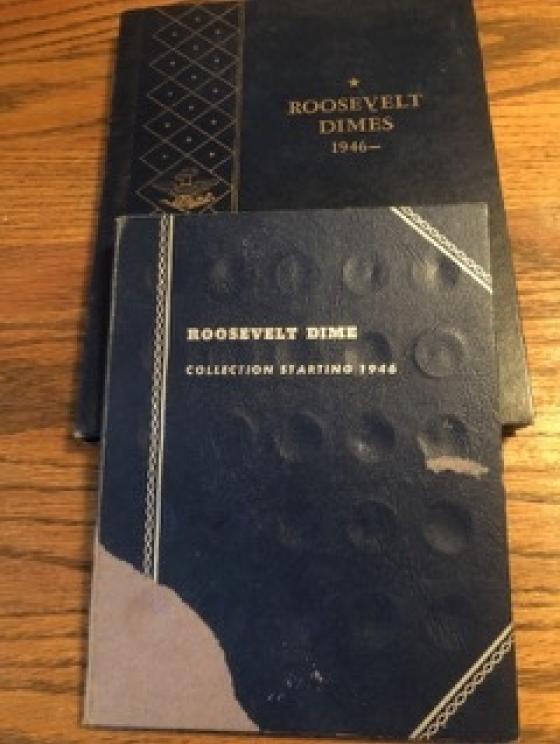 ROOSEVELT
DIMES
1946—
ROOSEVELT DIME
COLLECTION STARTING 1946